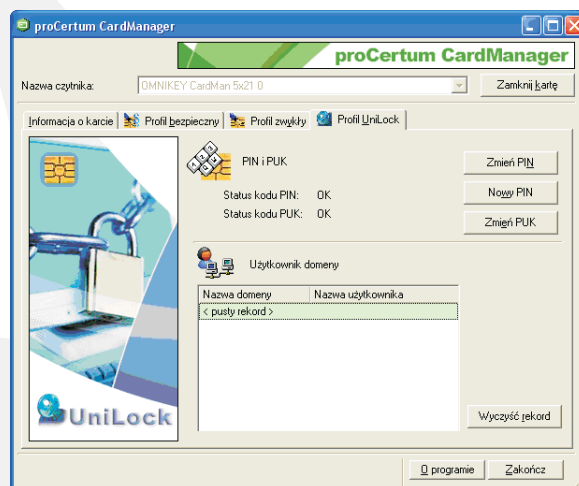 proCertum CardManager
proCertum CardManager
Nazwa czytnika: OMNIKEY CardMan 5x21 0 Zamknij kartę
Informacja o karcie Profil bezpieczny Profil zwykły Profil UniLock
PIN i PUK Zmień PIN
Status kodu PIN: OK Nowy PIN
Status kodu PUK: OK Zmień PUK
Użytkownik domeny
Nazwa domeny Nazwa użytkownika
< pusty rekord >
UniLock Wyczyść rekord
O programie Zakończ